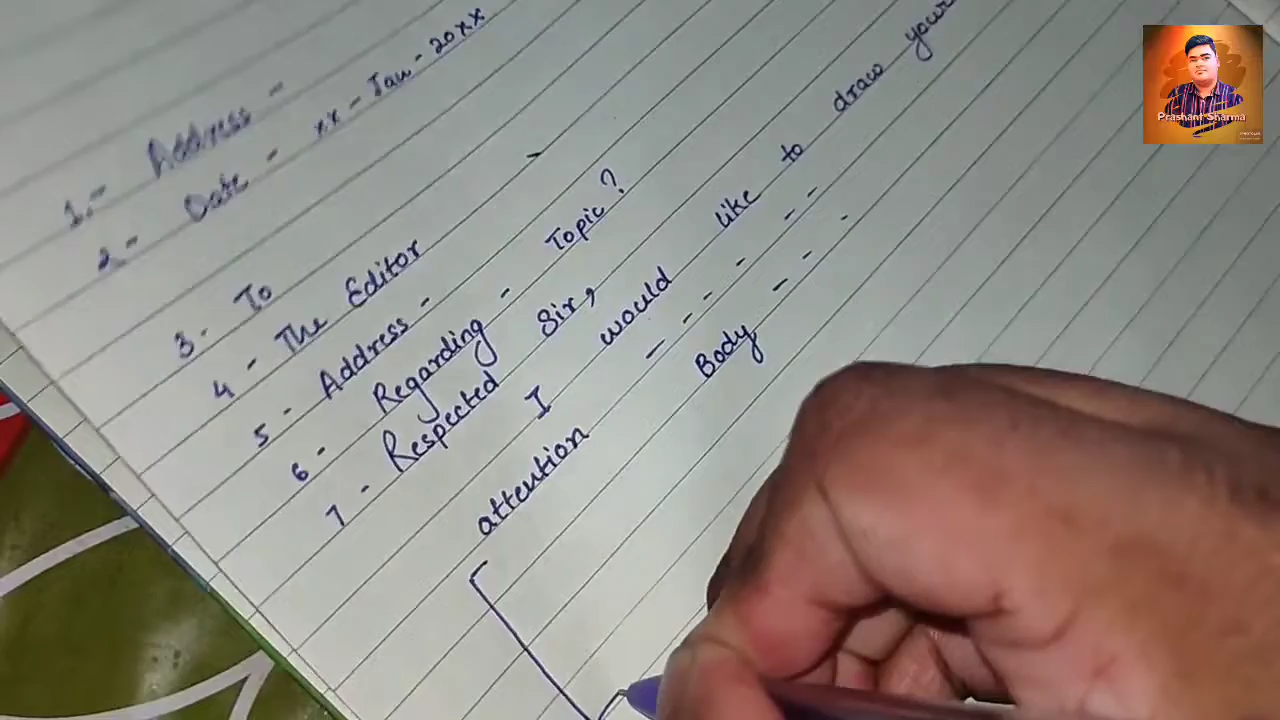 1. - Address -
2 - Date - xx - Jan - 20xx
3 - To
4 - The Editor
5 - Address -
6 - Regarding - Topic ?
7 - Respected Sir,
I would like to draw your
attention - - - - - -
Body - - -
Prashant Sharma